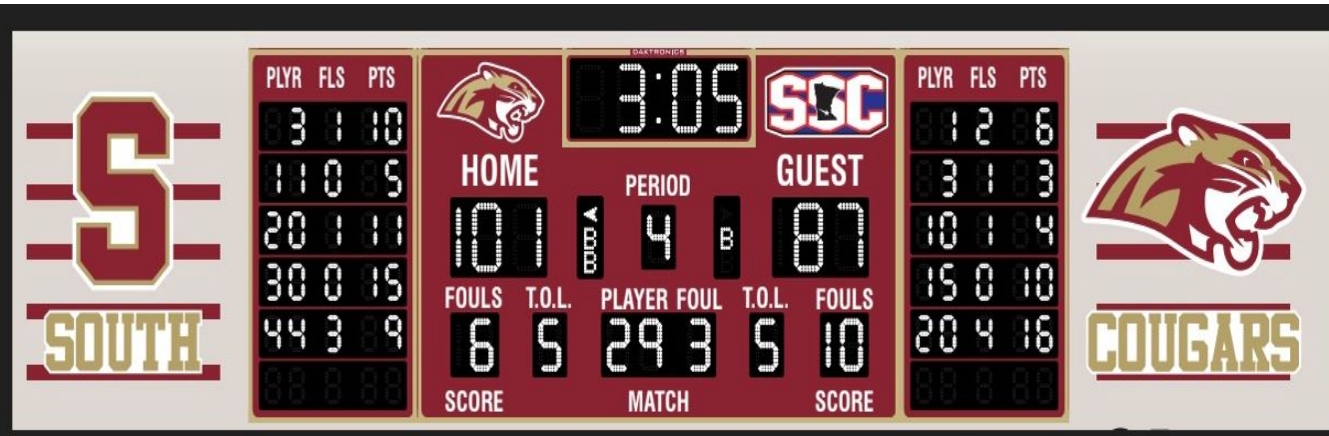 S
SOUTH
PLYR FLS PTS
3 1 10
11 0 5
20 1 11
30 0 15
44 3 9
DAKTRONICS
3:05
SSC
HOME PERIOD GUEST
101 B B 4 B 87
FOULS T.O.L. PLAYER FOUL T.O.L. FOULS
6 5 29 3 5 10
SCORE MATCH SCORE
PLYR FLS PTS
1 2 6
3 1 3
10 1 4
15 0 10
20 4 16
COUGARS